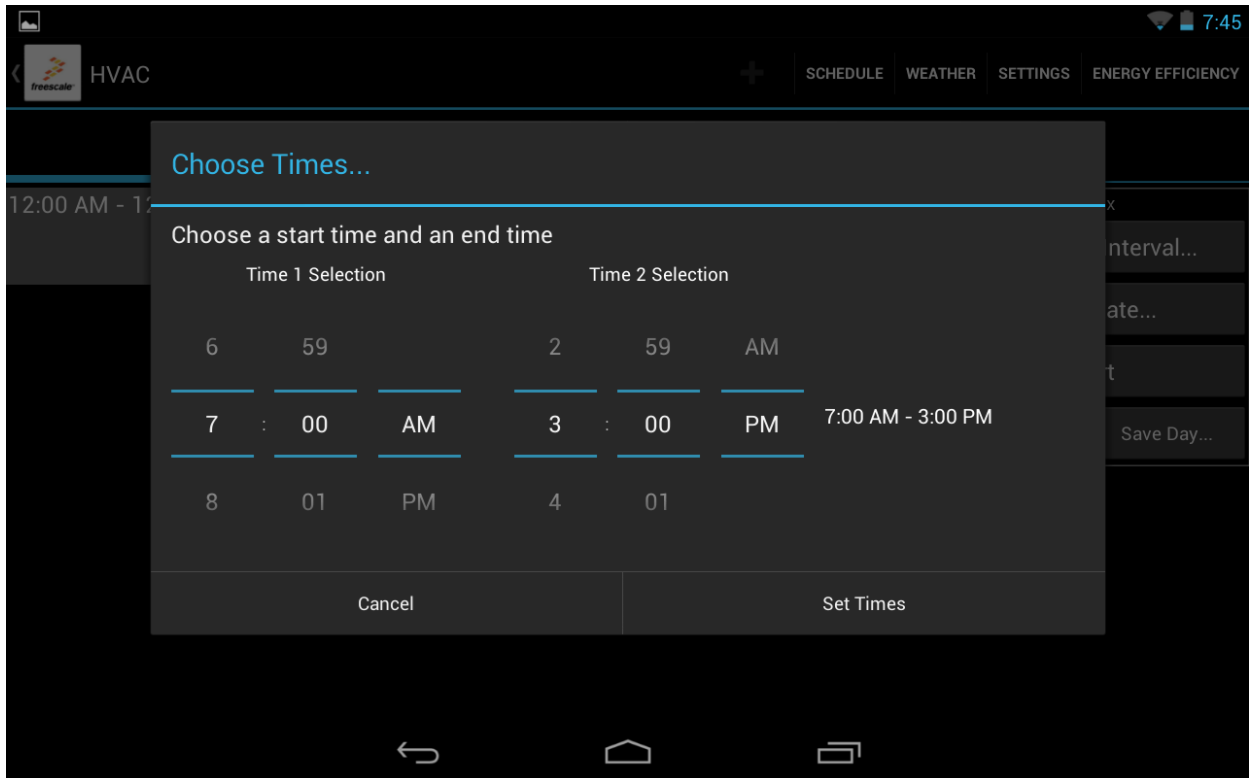 7:45
freescale
HVAC
SCHEDULE WEATHER SETTINGS ENERGY EFFICIENCY
Choose Times...
12:00 AM - 12
x
Choose a start time and an end time
nterval...
Time 1 Selection Time 2 Selection
ate...
6 59 2 59 AM
t
7 : 00 AM 3 : 00 PM 7:00 AM - 3:00 PM
Save Day...
8 01 PM 4 01
Cancel Set Times